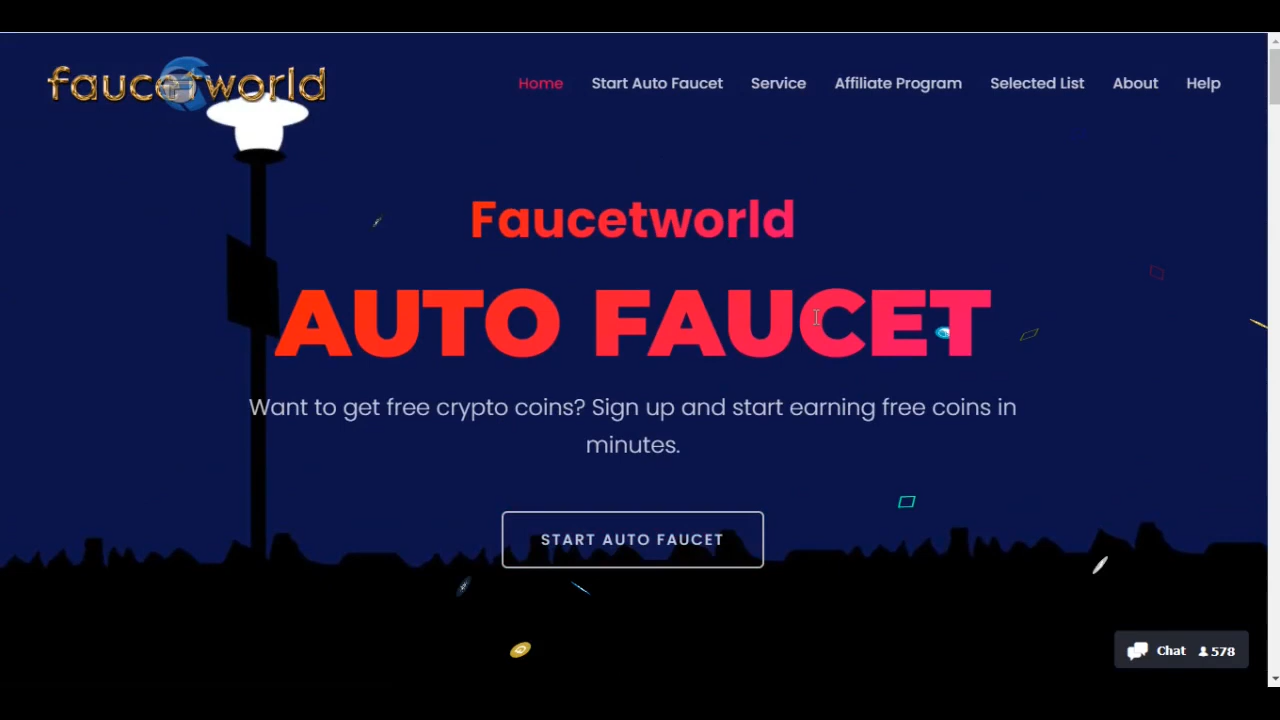 faucetworld
Home Start Auto Faucet Service Affiliate Program Selected List About Help
Faucetworld
AUTO FAUCET
Want to get free crypto coins? Sign up and start earning free coins in
minutes.
START AUTO FAUCET
Chat 578